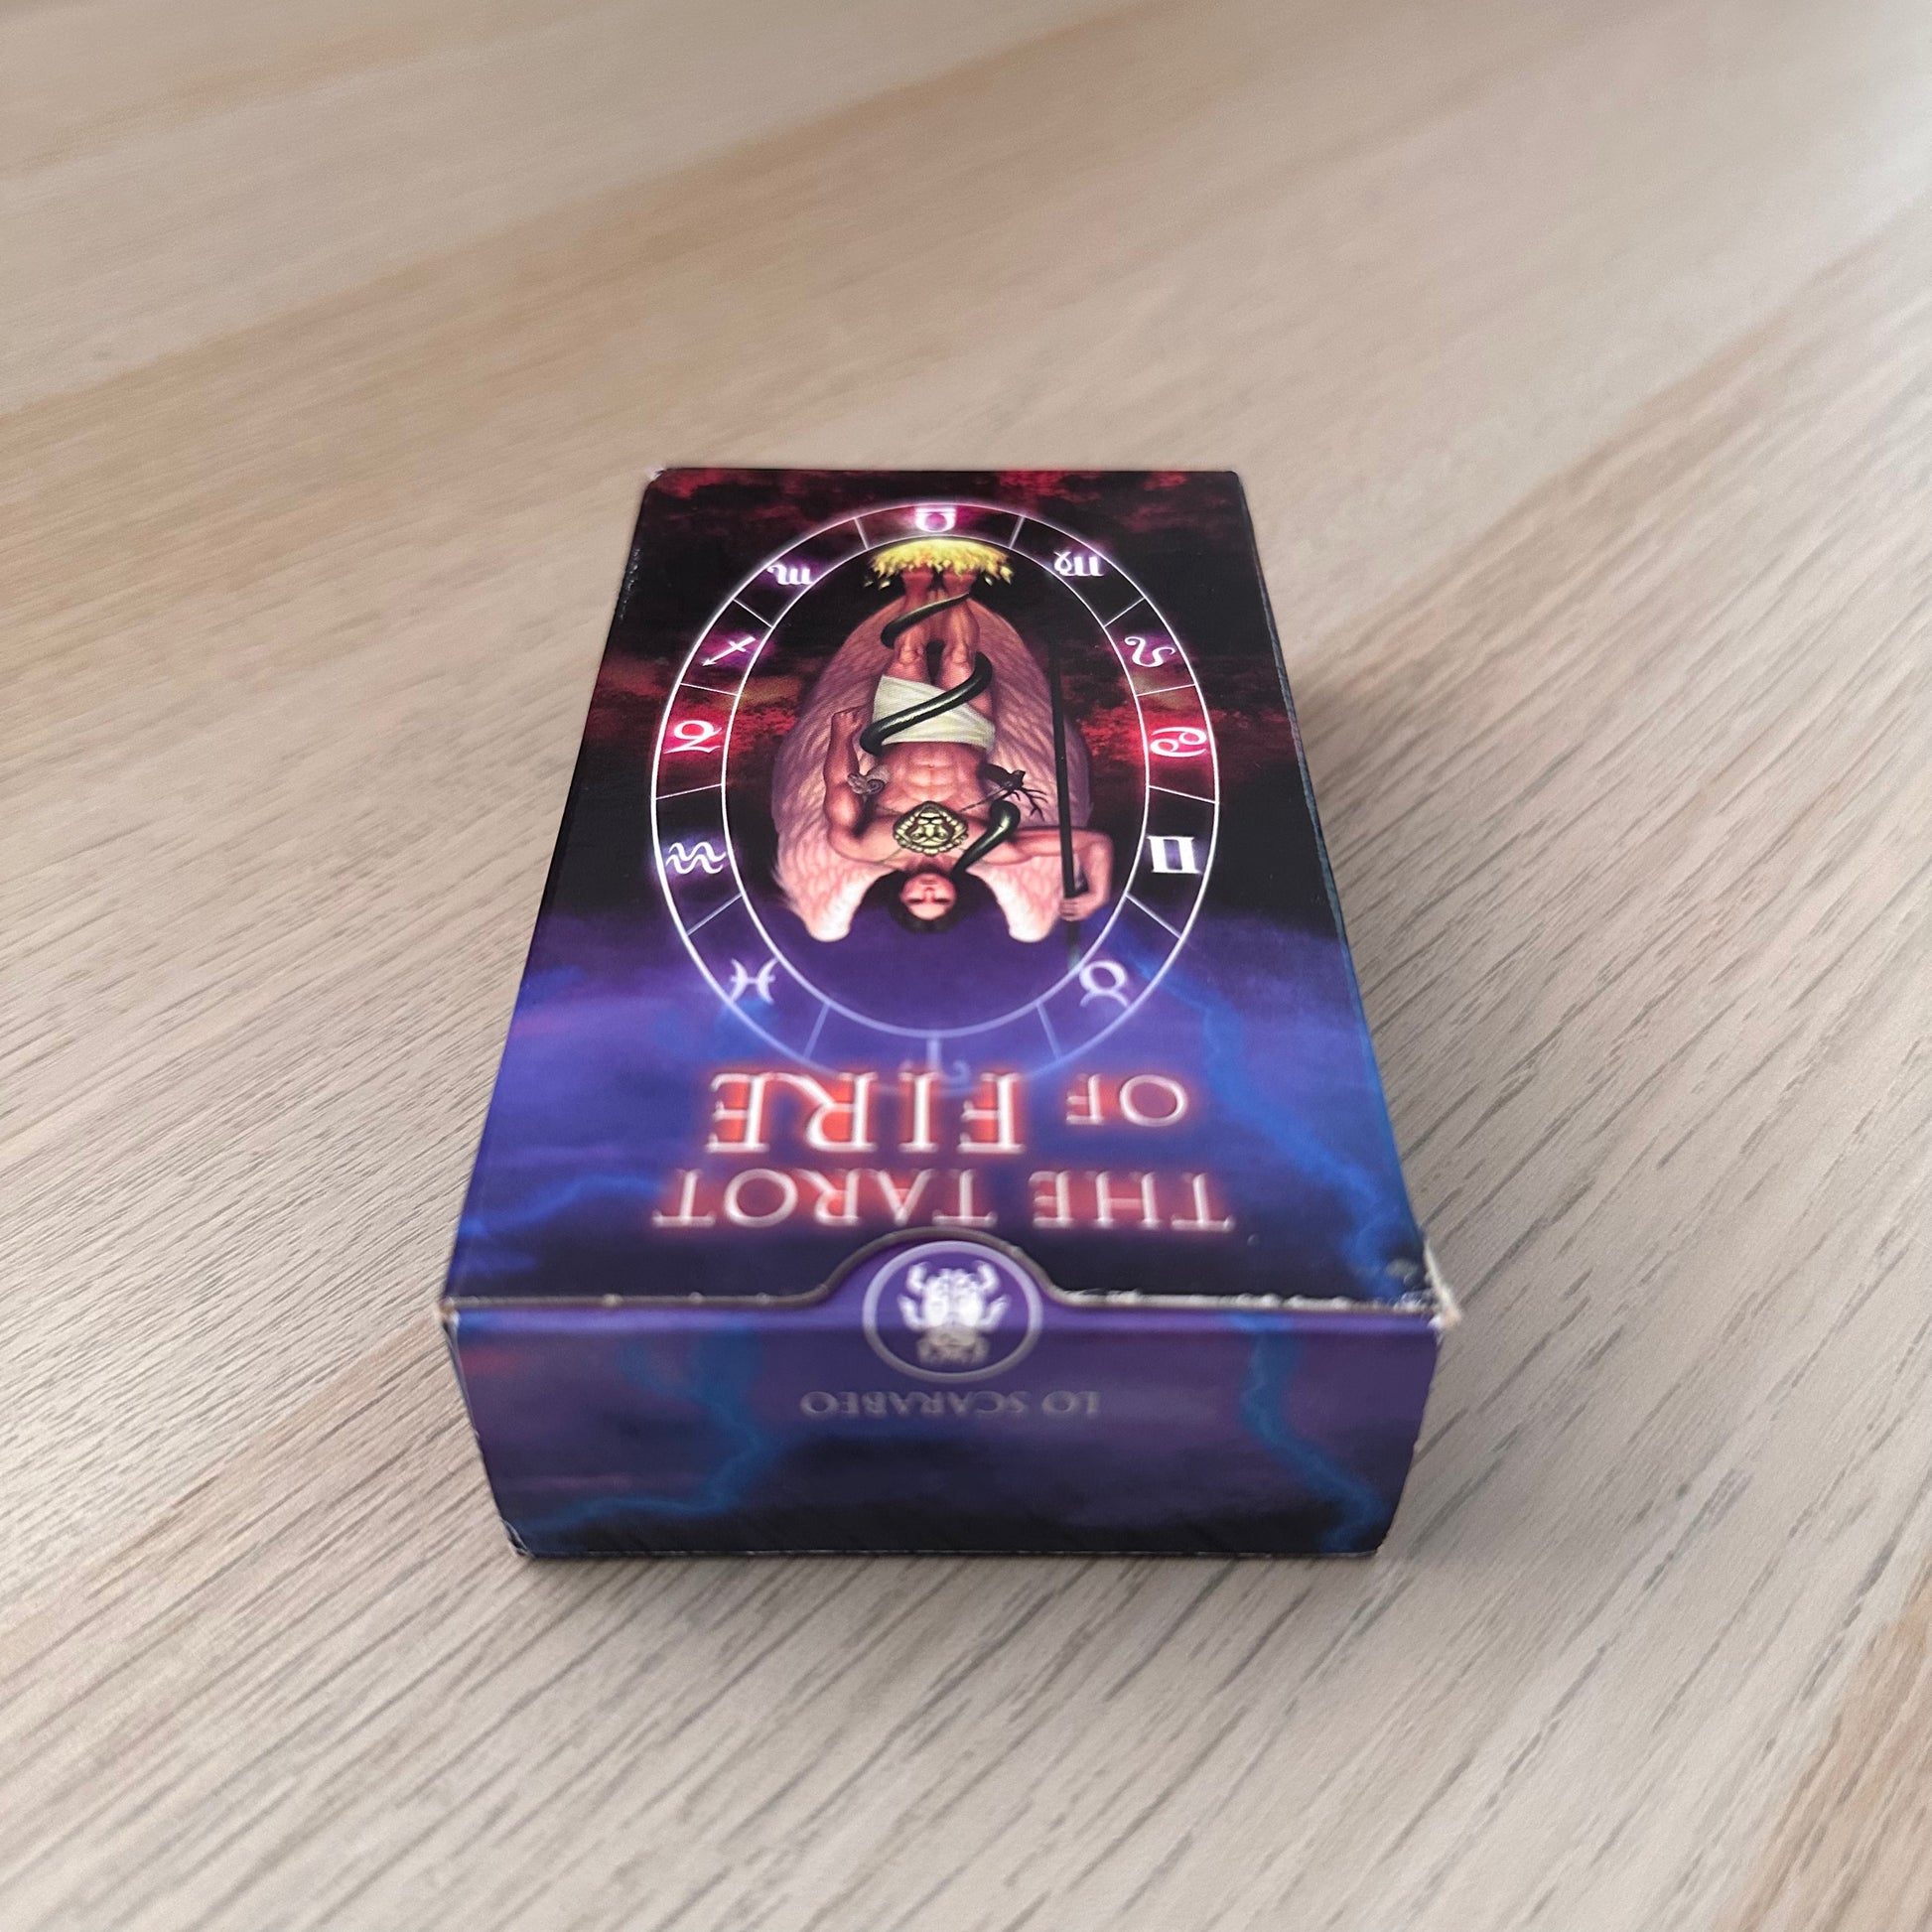 THE TAROT
OF FIRE
LO SCARABEO